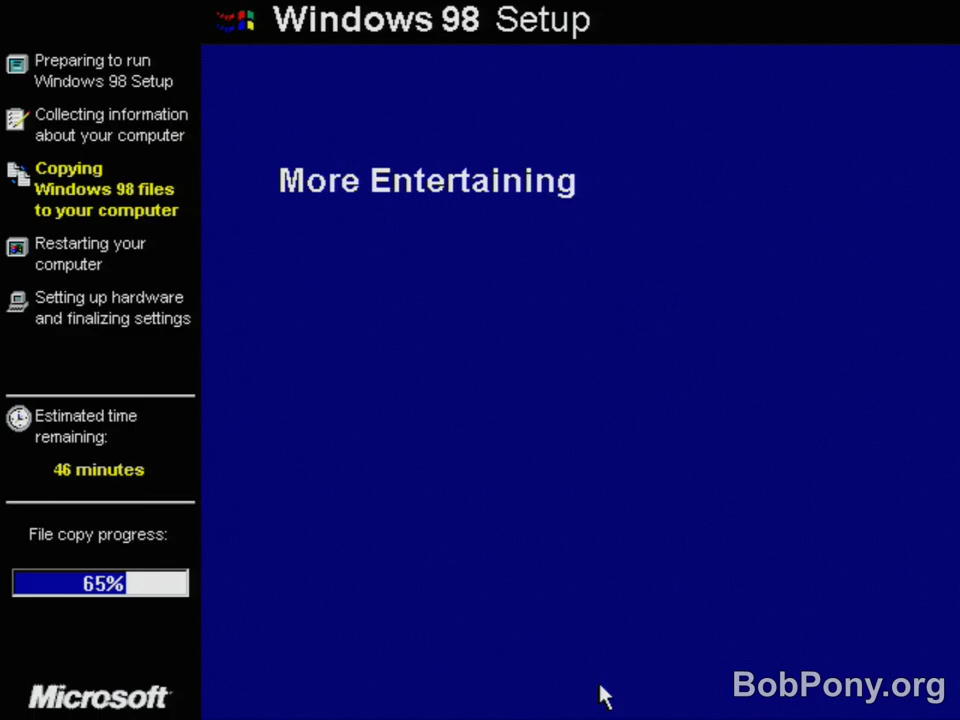 Windows 98 Setup
Preparing to run
Windows 98 Setup
Collecting information
about your computer
Copying
Windows 98 files
to your computer
Restarting your
computer
Setting up hardware
and finalizing settings
Estimated time
remaining:
46 minutes
File copy progress:
65%
Microsoft
More Entertaining
BobPony.org